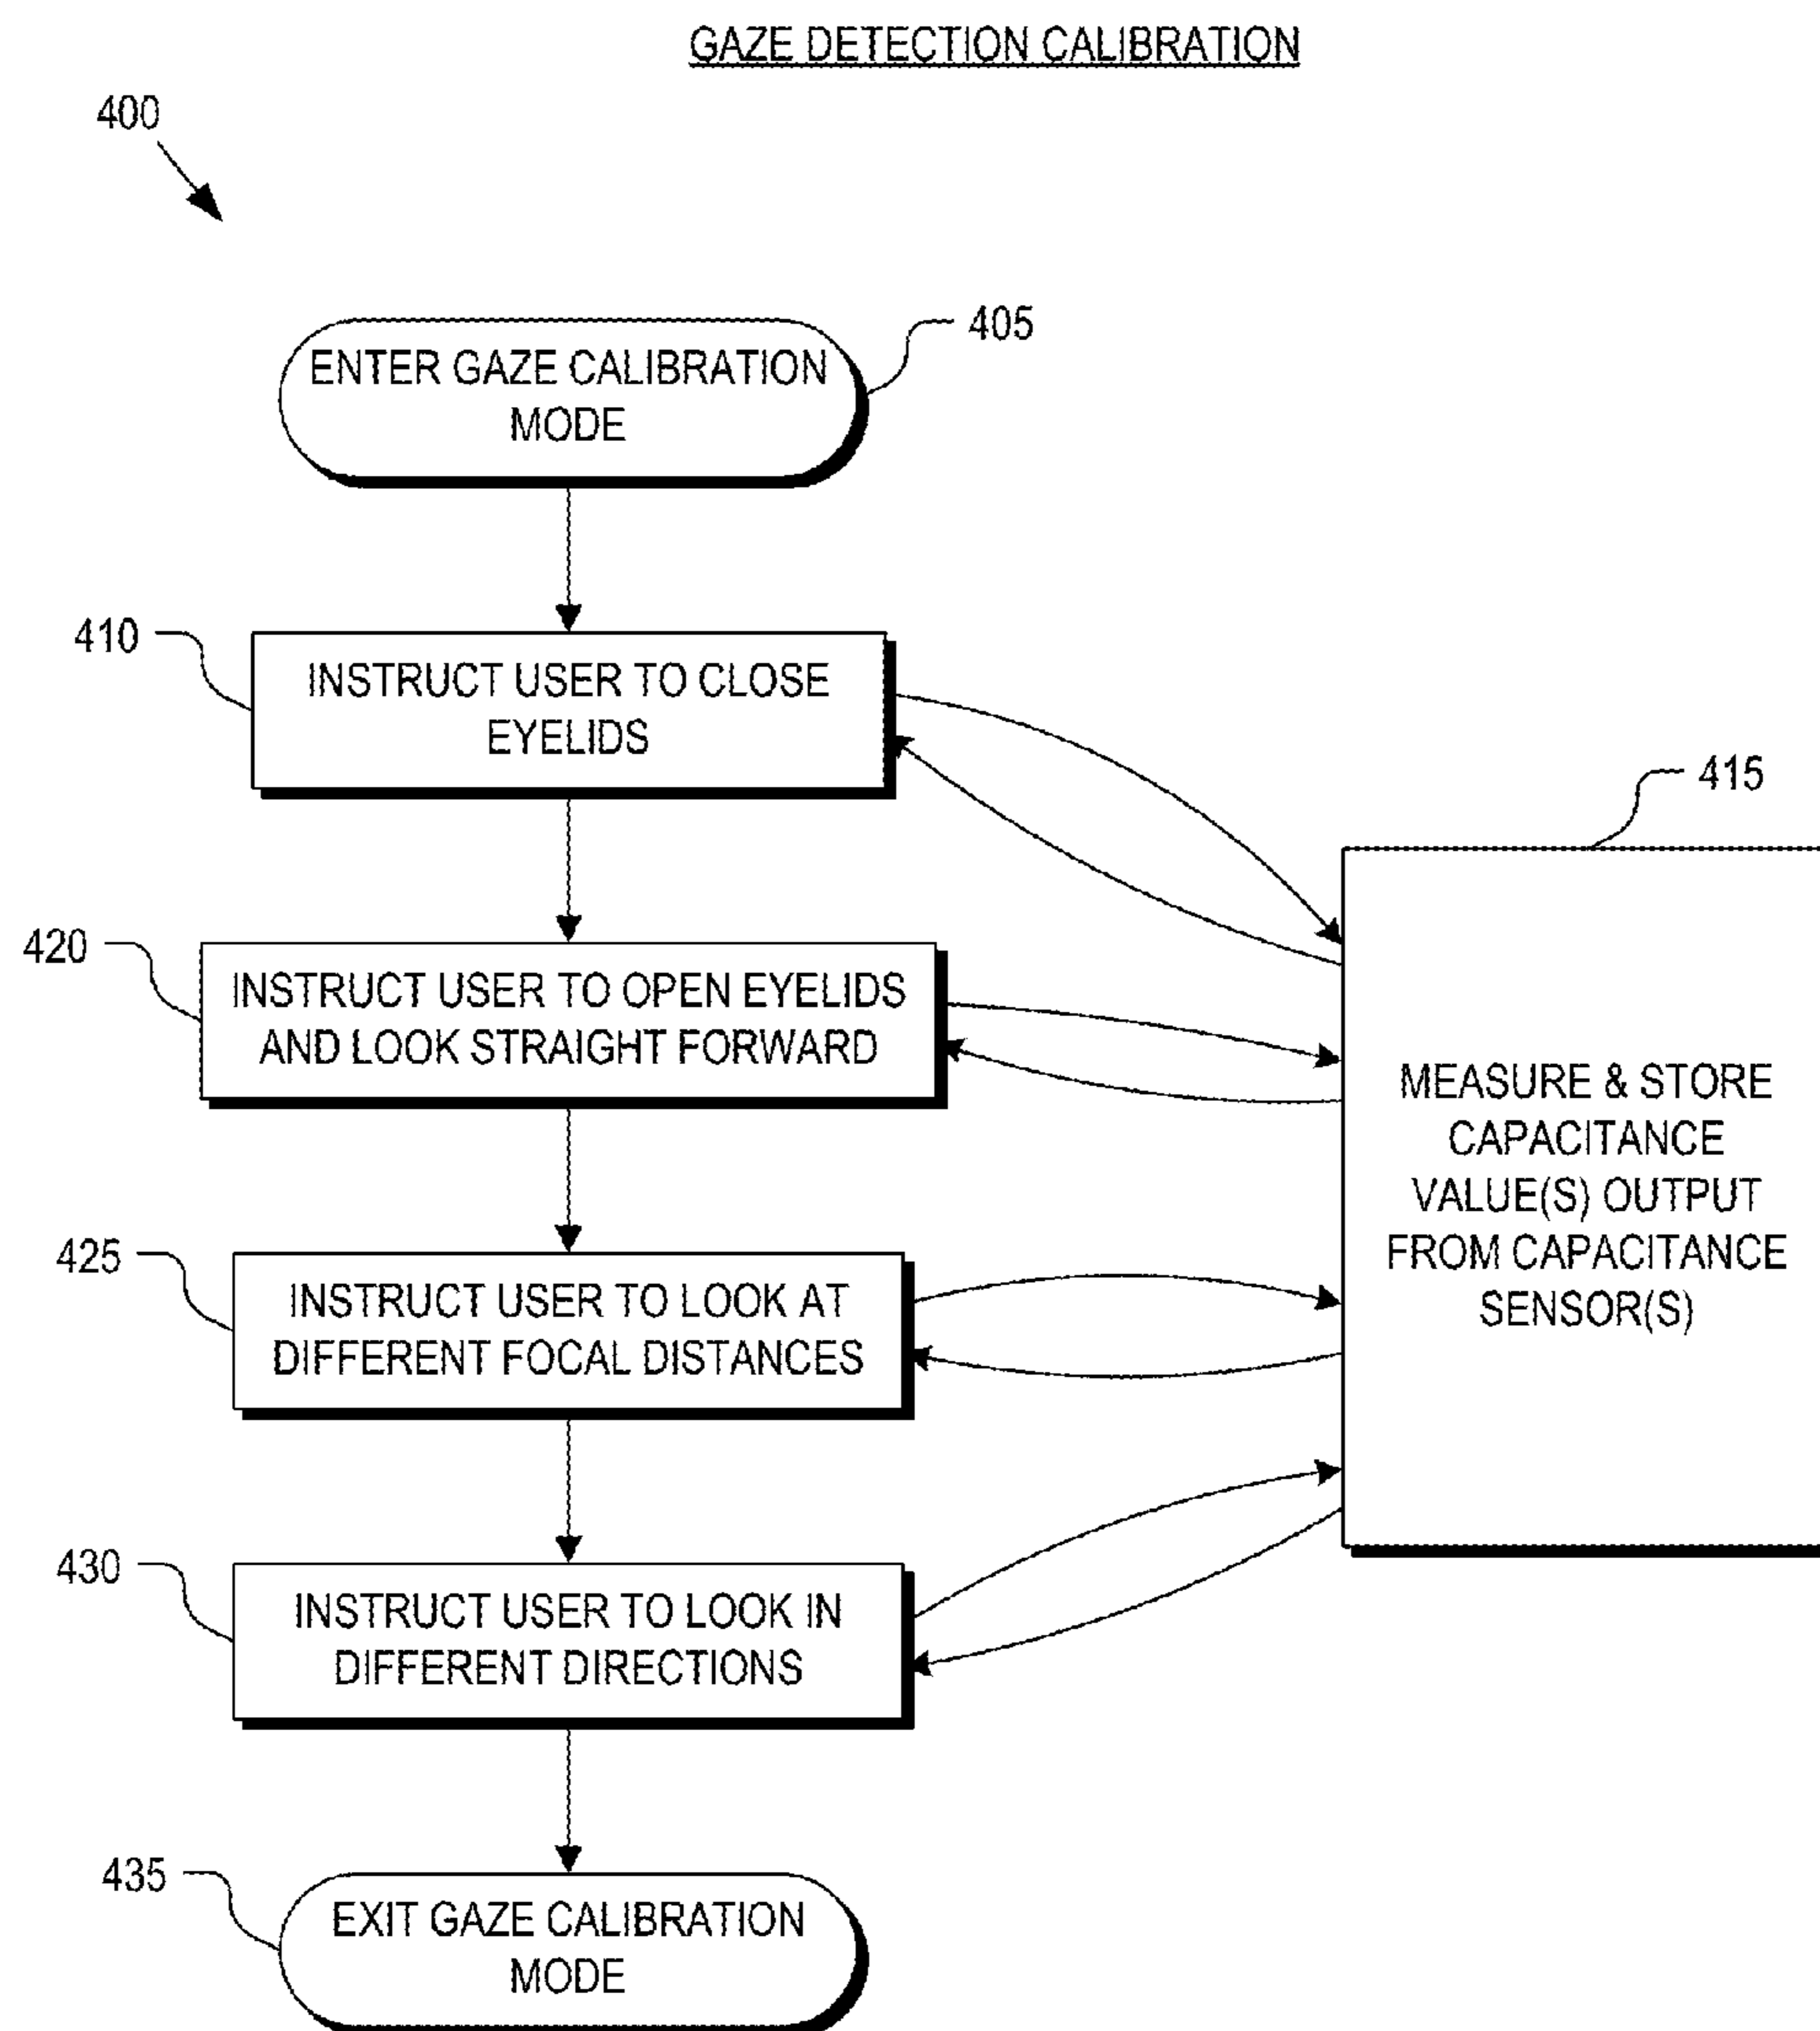 GAZE DETECTION CALIBRATION
400
405
ENTER GAZE CALIBRATION
MODE
410
INSTRUCT USER TO CLOSE
EYELIDS
415
MEASURE & STORE
CAPACITANCE
VALUE(S) OUTPUT
FROM CAPACITANCE
SENSOR(S)
420
INSTRUCT USER TO OPEN EYELIDS
AND LOOK STRAIGHT FORWARD
425
INSTRUCT USER TO LOOK AT
DIFFERENT FOCAL DISTANCES
430
INSTRUCT USER TO LOOK IN
DIFFERENT DIRECTIONS
435
EXIT GAZE CALIBRATION
MODE